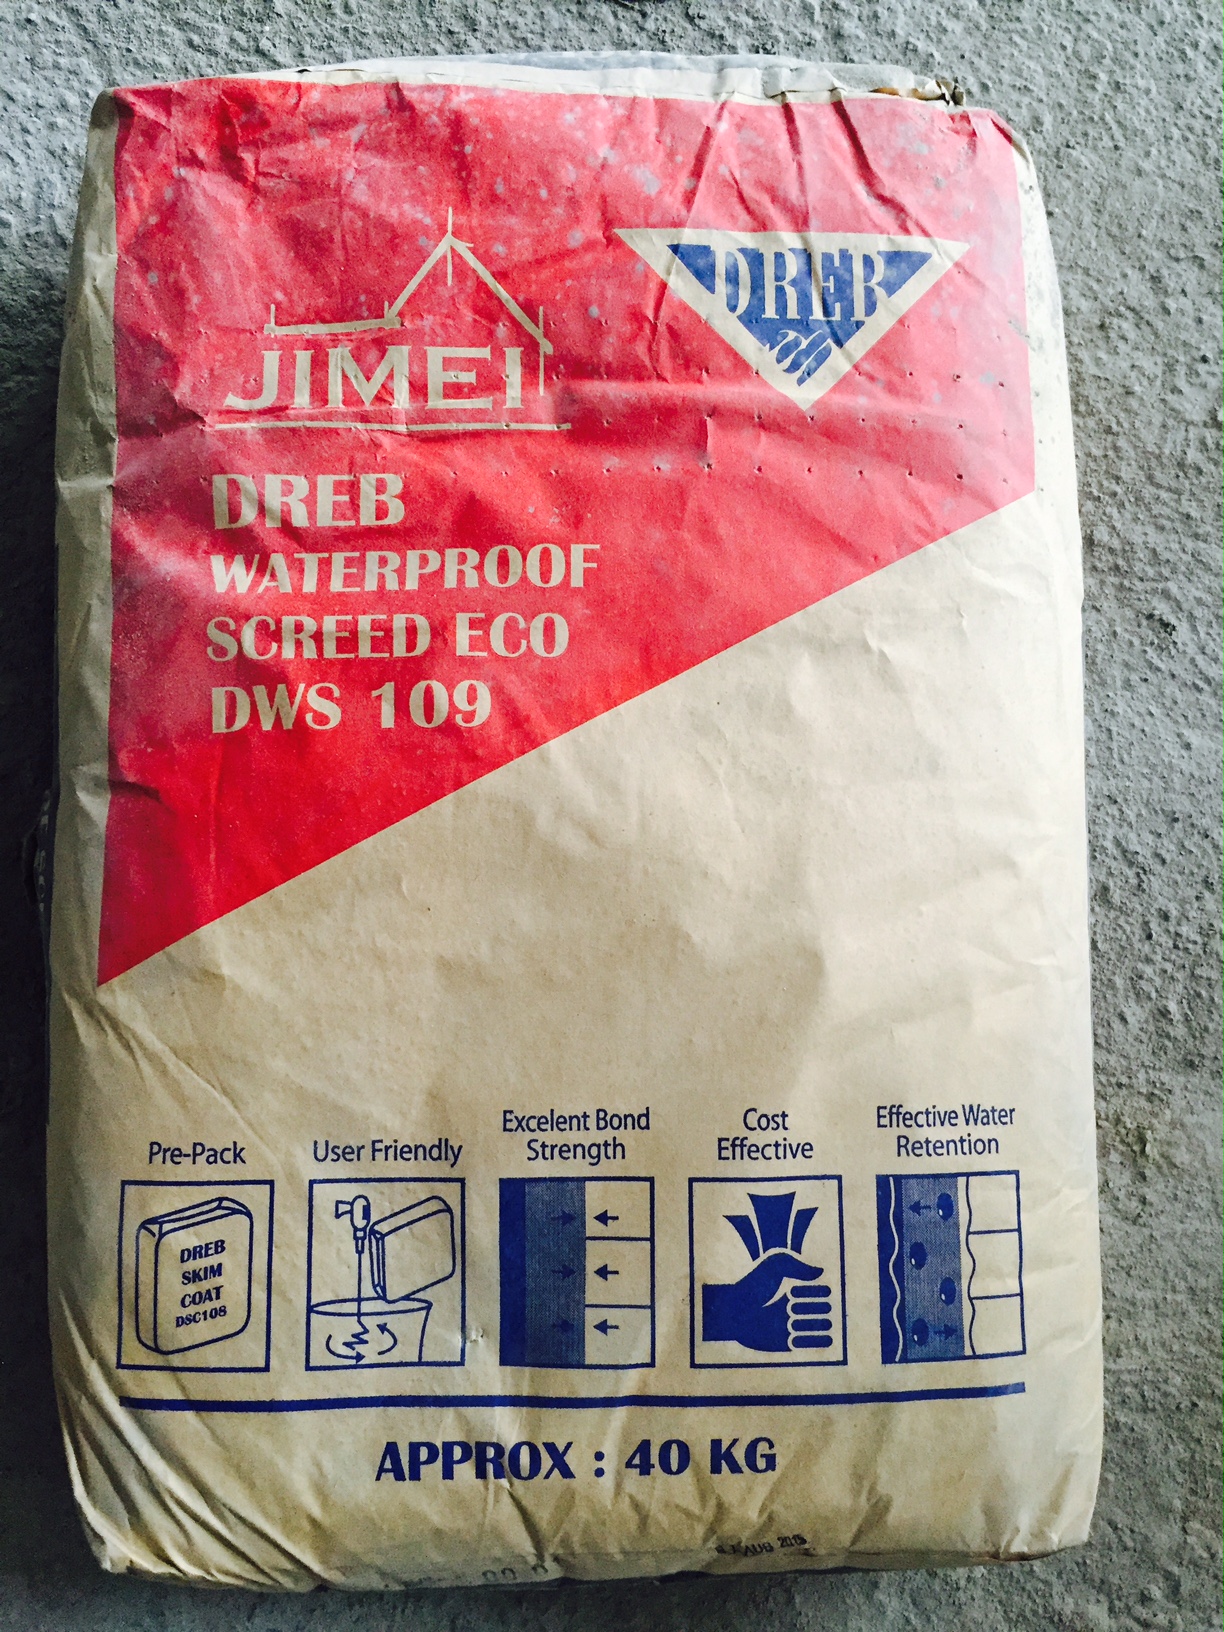 JIMEI
DREB
DREB
WATERPROOF
SCREED ECO
DWS 109
Pre-Pack
User Friendly
Excelent Bond
Strength
Cost
Effective
Effective Water
Retention
DREB
SKIM
COAT
DSC108
APPROX : 40 KG
AUG